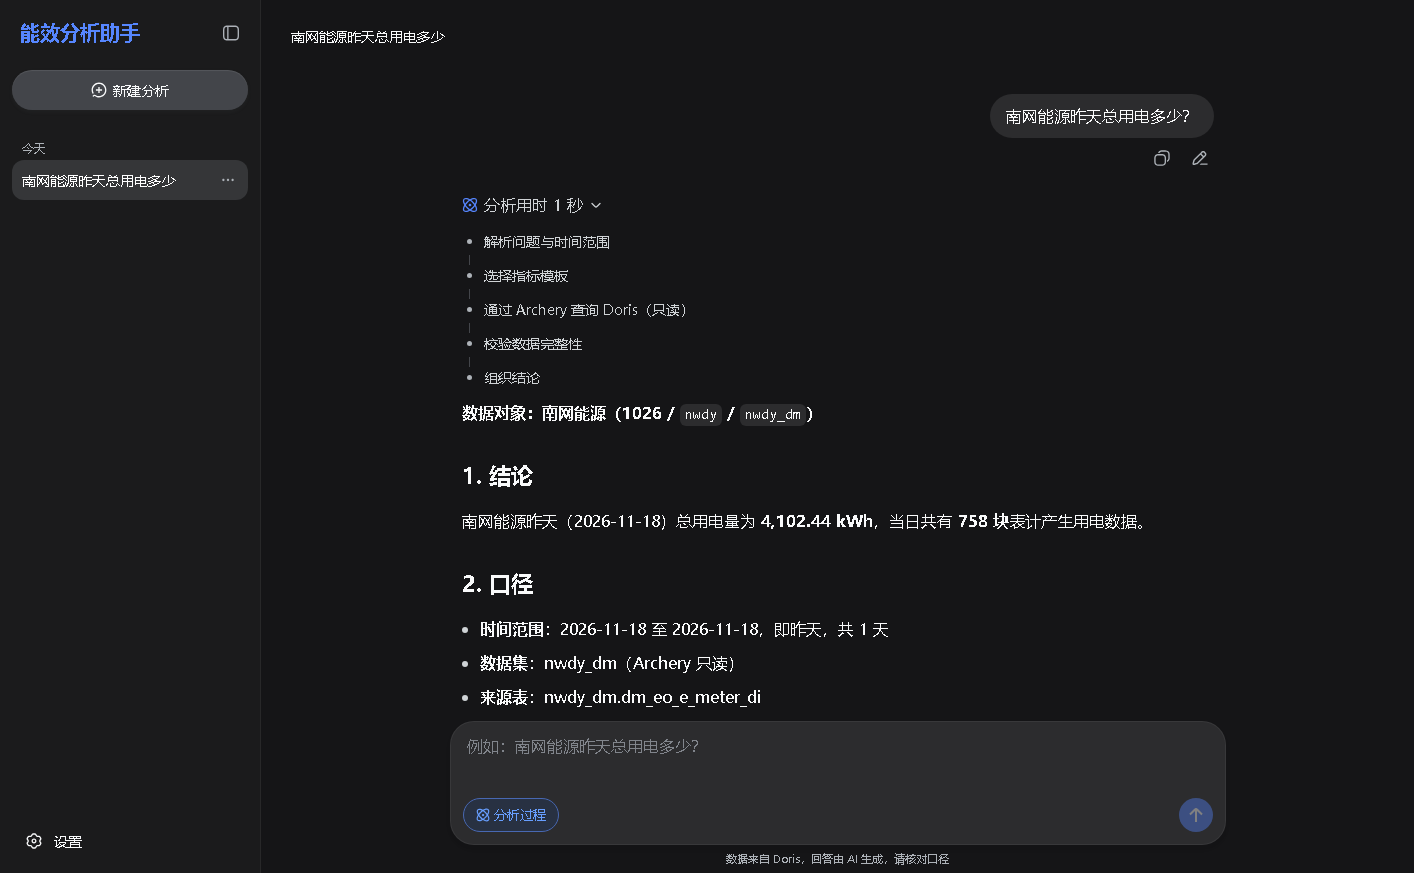 能效分析助手
新建分析
今天
南网能源昨天总用电多少
设置
南网能源昨天总用电多少
南网能源昨天总用电多少？
分析用时 1 秒
解析问题与时间范围
选择指标模板
通过 Archery 查询 Doris（只读）
校验数据完整性
组织结论
数据对象：南网能源（1026 / nwdy / nwdy_dm）
1. 结论
南网能源昨天（2026-11-18）总用电量为 4,102.44 kWh，当日共有 758 块表计产生用电数据。
2. 口径
时间范围：2026-11-18 至 2026-11-18，即昨天，共 1 天
数据集：nwdy_dm（Archery 只读）
来源表：nwdy_dm.dm_eo_e_meter_di
例如：南网能源昨天总用电多少？
分析过程
数据来自 Doris，回答由 AI 生成，请核对口径